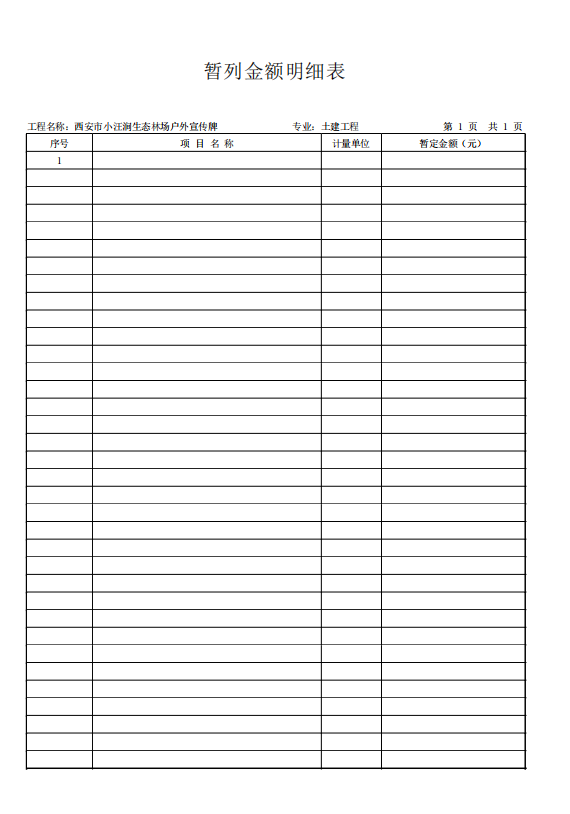 暂列金额明细表
工程名称：西安市小汪涧生态林场户外宣传牌 专业：土建工程 第 1 页 共 1 页
序号 项 目 名 称 计量单位 暂定金额（元）
1